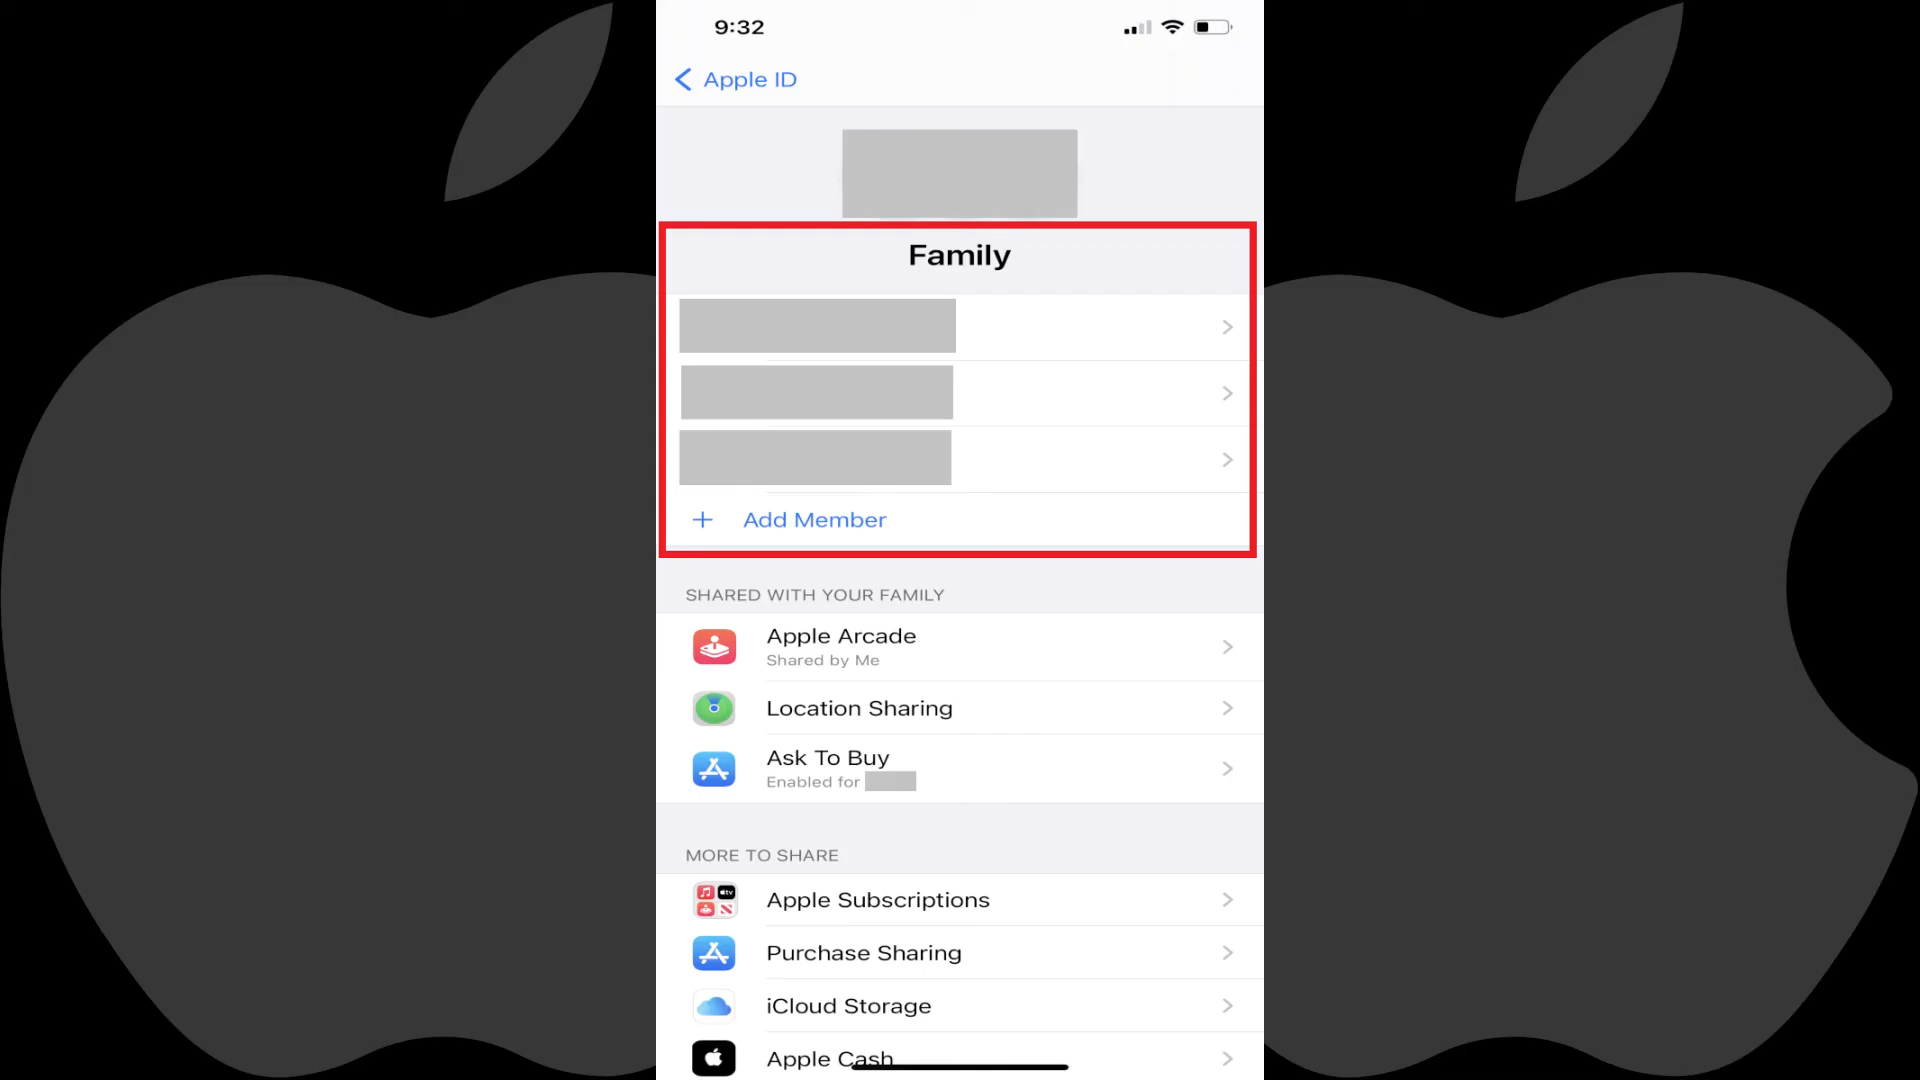 9:32
Apple ID
Family
Add Member
SHARED WITH YOUR FAMILY
Apple Arcade
Shared by Me
Location Sharing
Ask To Buy
Enabled for
MORE TO SHARE
Apple Subscriptions
Purchase Sharing
iCloud Storage
Apple Cash